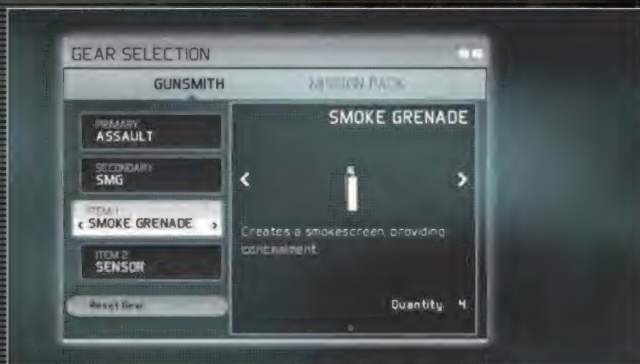 GEAR SELECTION
GUNSMITH
MISSION PACK
PRIMARY
ASSAULT
SECONDARY
SMG
ITEM 1
SMOKE GRENADE
ITEM 2
SENSOR
Reset Gear
SMOKE GRENADE
Creates a smokescreen, providing
concealment.
Quantity 4